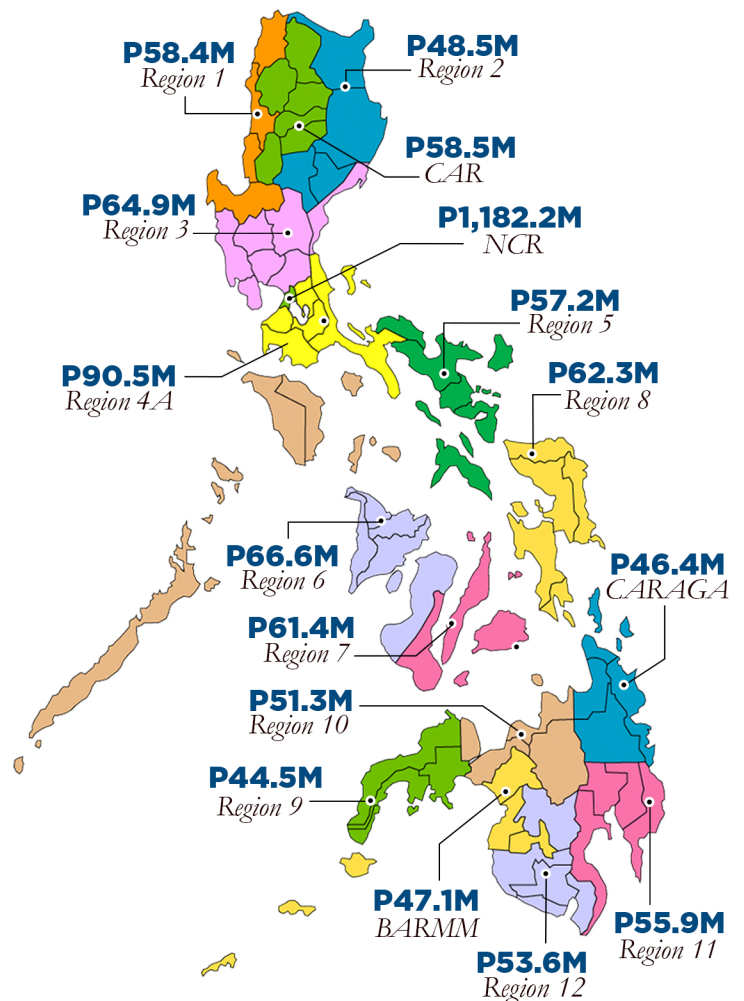 P58.4M
Region 1
P48.5M
Region 2
P58.5M
CAR
P64.9M
Region 3
P1,182.2M
NCR
P57.2M
Region 5
P90.5M
Region 4A
P62.3M
Region 8
P66.6M
Region 6
P46.4M
CARAGA
P61.4M
Region 7
P51.3M
Region 10
P44.5M
Region 9
P47.1M
BARMM
P55.9M
Region 11
P53.6M
Region 12